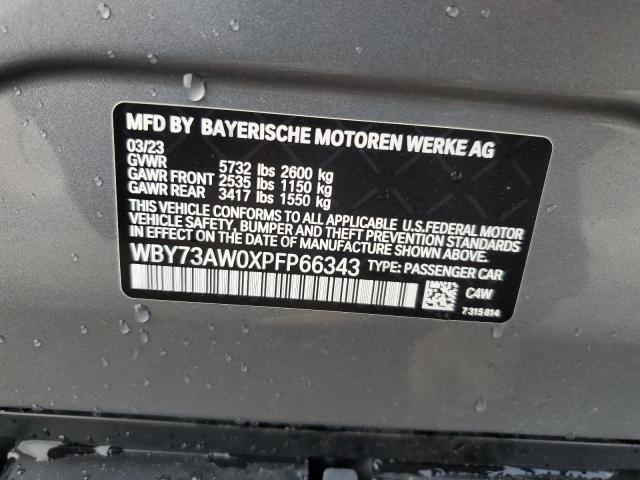 MFD BY BAYERISCHE MOTOREN WERKE AG
03/23
GVWR 5732 lbs 2600 kg
GAWR FRONT 2535 lbs 1150 kg
GAWR REAR 3417 lbs 1550 kg
THIS VEHICLE CONFORMS TO ALL APPLICABLE U.S.FEDERAL MOTOR
VEHICLE SAFETY, BUMPER AND THEFT PREVENTION STANDARDS
IN EFFECT ON THE DATE OF MANUFACTURE SHOWN ABOVE.
WBY73AW0XPFP66343 TYPE: PASSENGER CAR
C4W
7315814